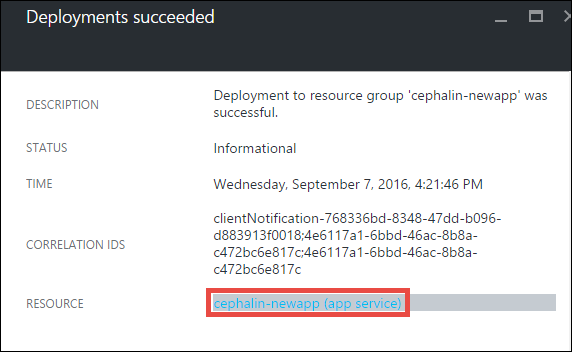 Deployments succeeded
DESCRIPTION
Deployment to resource group 'cephalin-newapp' was
successful.
STATUS
Informational
TIME
Wednesday, September 7, 2016, 4:21:46 PM
CORRELATION IDS
clientNotification-768336bd-8348-47dd-b096-
d883913f0018;4e6117a1-6bbd-46ac-8b8a-
c472bc6e817c;4e6117a1-6bbd-46ac-8b8a-
c472bc6e817c
RESOURCE
cephalin-newapp (app service)